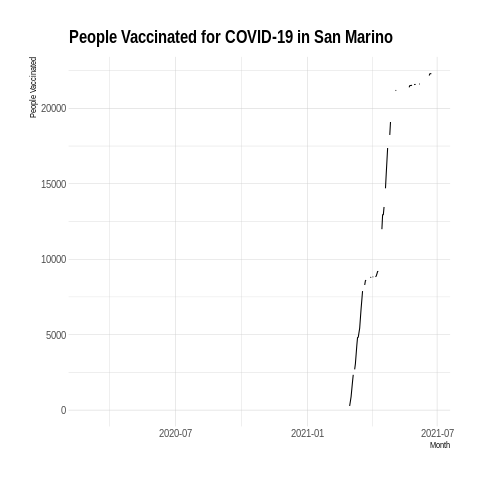 People Vaccinated for COVID-19 in San Marino
People Vaccinated
20000
15000
10000
5000
0
2020-07
2021-01
2021-07
Month